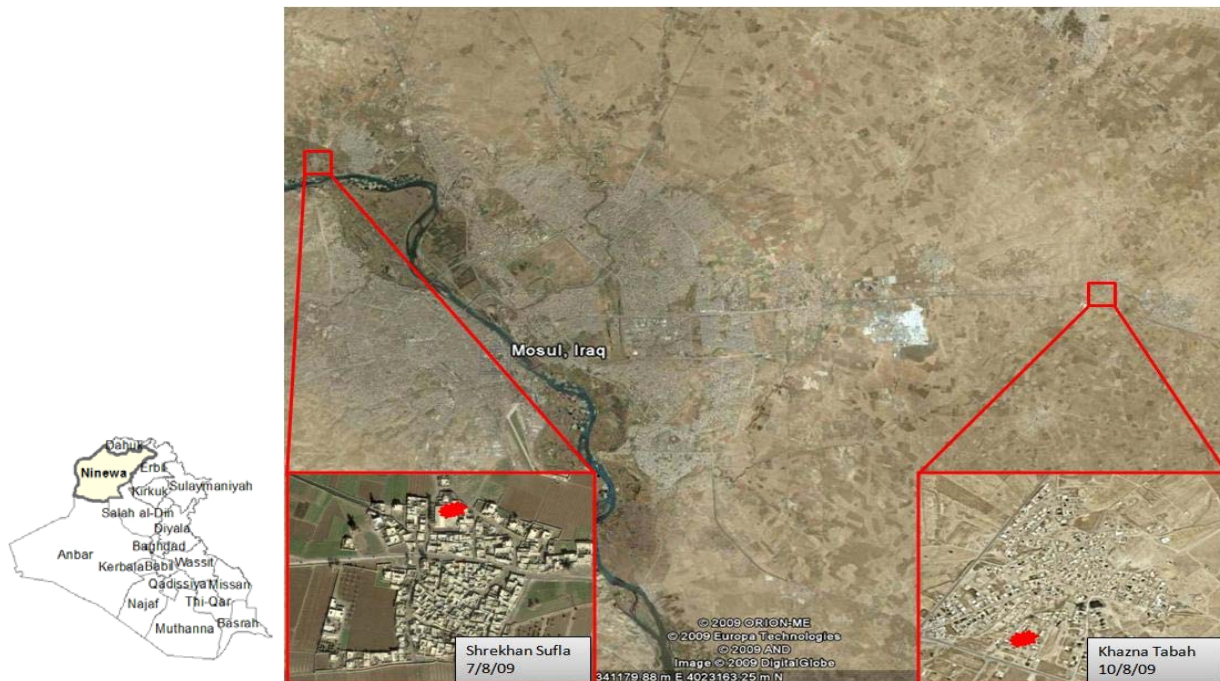 Dahuk
Ninewa
Erbil
Kirkuk
Sulaymaniyah
Salah al-Din
Diyala
Anbar
Baghdad
Kerbala
Babil
Wassit
Qadissiya
Missan
Najaf
Thi-Qar
Basrah
Muthanna
Mosul, Iraq
© 2009 ORION-ME
© 2009 Europa Technologies
© 2009 AND
Image © 2009 DigitalGlobe
341179.88 m E 4023163.25 m N
Shrekhan Sufla
7/8/09
Khazna Tabah
10/8/09